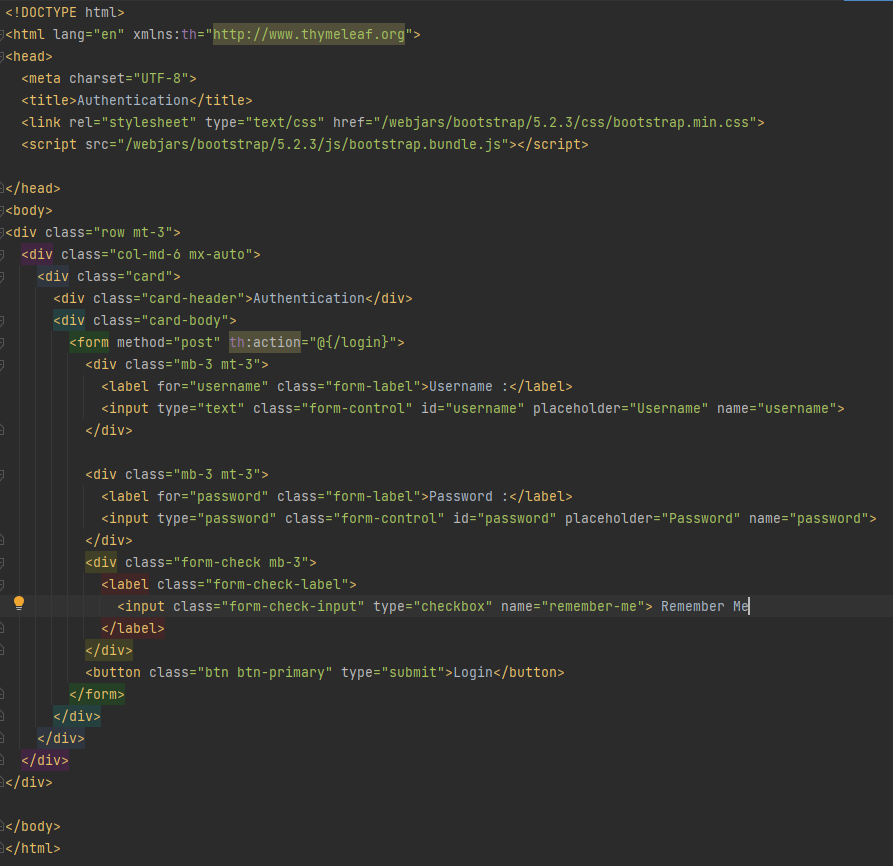 <!DOCTYPE html>
<html lang="en" xmlns:th="http://www.thymeleaf.org">
<head>
  <meta charset="UTF-8">
  <title>Authentication</title>
  <link rel="stylesheet" type="text/css" href="/webjars/bootstrap/5.2.3/css/bootstrap.min.css">
  <script src="/webjars/bootstrap/5.2.3/js/bootstrap.bundle.js"></script>

</head>
<body>
<div class="row mt-3">
  <div class="col-md-6 mx-auto">
    <div class="card">
      <div class="card-header">Authentication</div>
      <div class="card-body">
        <form method="post" th:action="@{/login}">
          <div class="mb-3 mt-3">
            <label for="username" class="form-label">Username :</label>
            <input type="text" class="form-control" id="username" placeholder="Username" name="username">
          </div>

          <div class="mb-3 mt-3">
            <label for="password" class="form-label">Password :</label>
            <input type="password" class="form-control" id="password" placeholder="Password" name="password">
          </div>
          <div class="form-check mb-3">
            <label class="form-check-label">
              <input class="form-check-input" type="checkbox" name="remember-me"> Remember Me
            </label>
          </div>
          <button class="btn btn-primary" type="submit">Login</button>
        </form>
      </div>
    </div>
  </div>
</div>

</body>
</html>